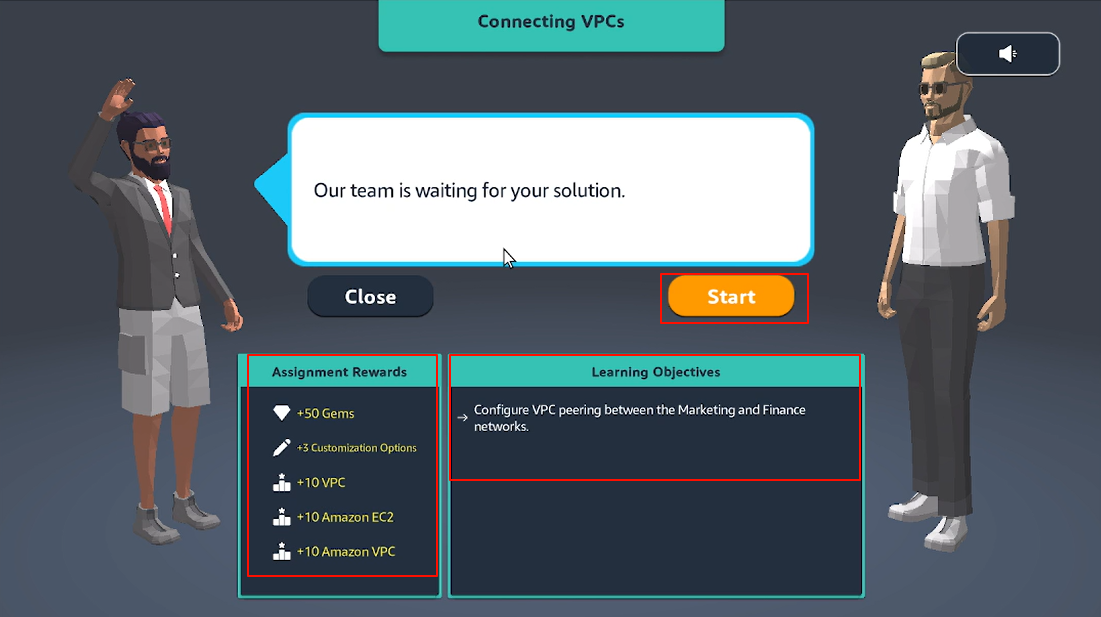 Connecting VPCs
Our team is waiting for your solution.
Close
Start
Assignment Rewards
+50 Gems
+3 Customization Options
+10 VPC
+10 Amazon EC2
+10 Amazon VPC
Learning Objectives
Configure VPC peering between the Marketing and Finance
networks.